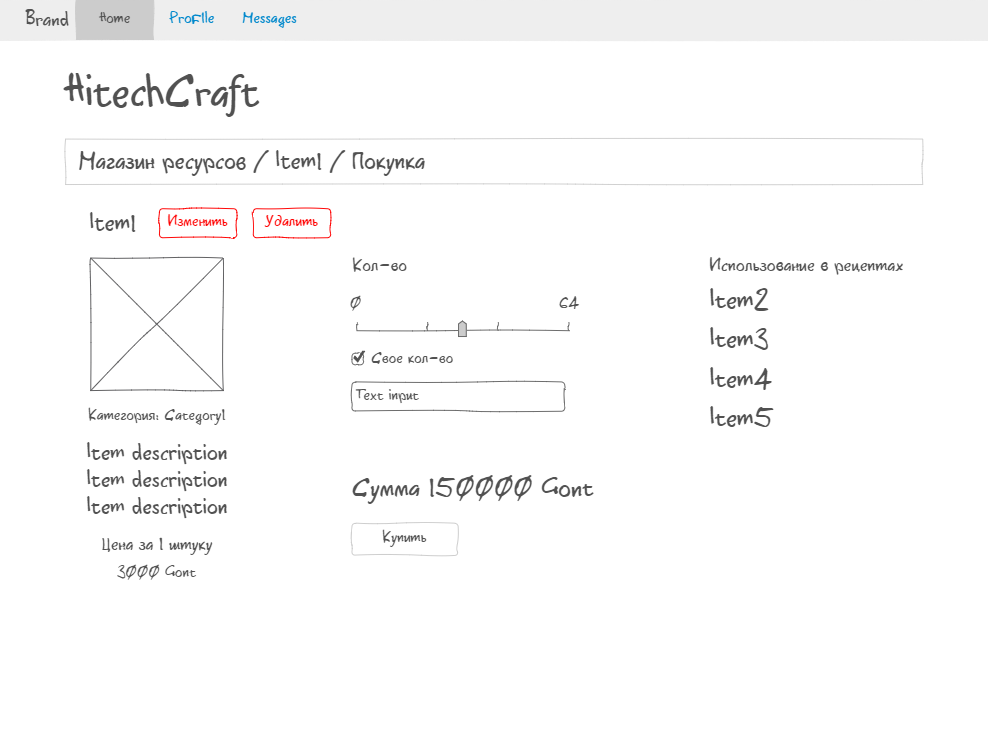 Brand Home Profile Messages
HitechCraft
Магазин ресурсов / Item1 / Покупка
Item1 Изменить Удалить
Категория: Category1
Item description
Item description
Item description
Цена за 1 штуку
3000 Gont
Кол-во
0 64
Свое кол-во
Text input
Сумма 150000 Gont
Купить
Использование в рецептах
Item2
Item3
Item4
Item5